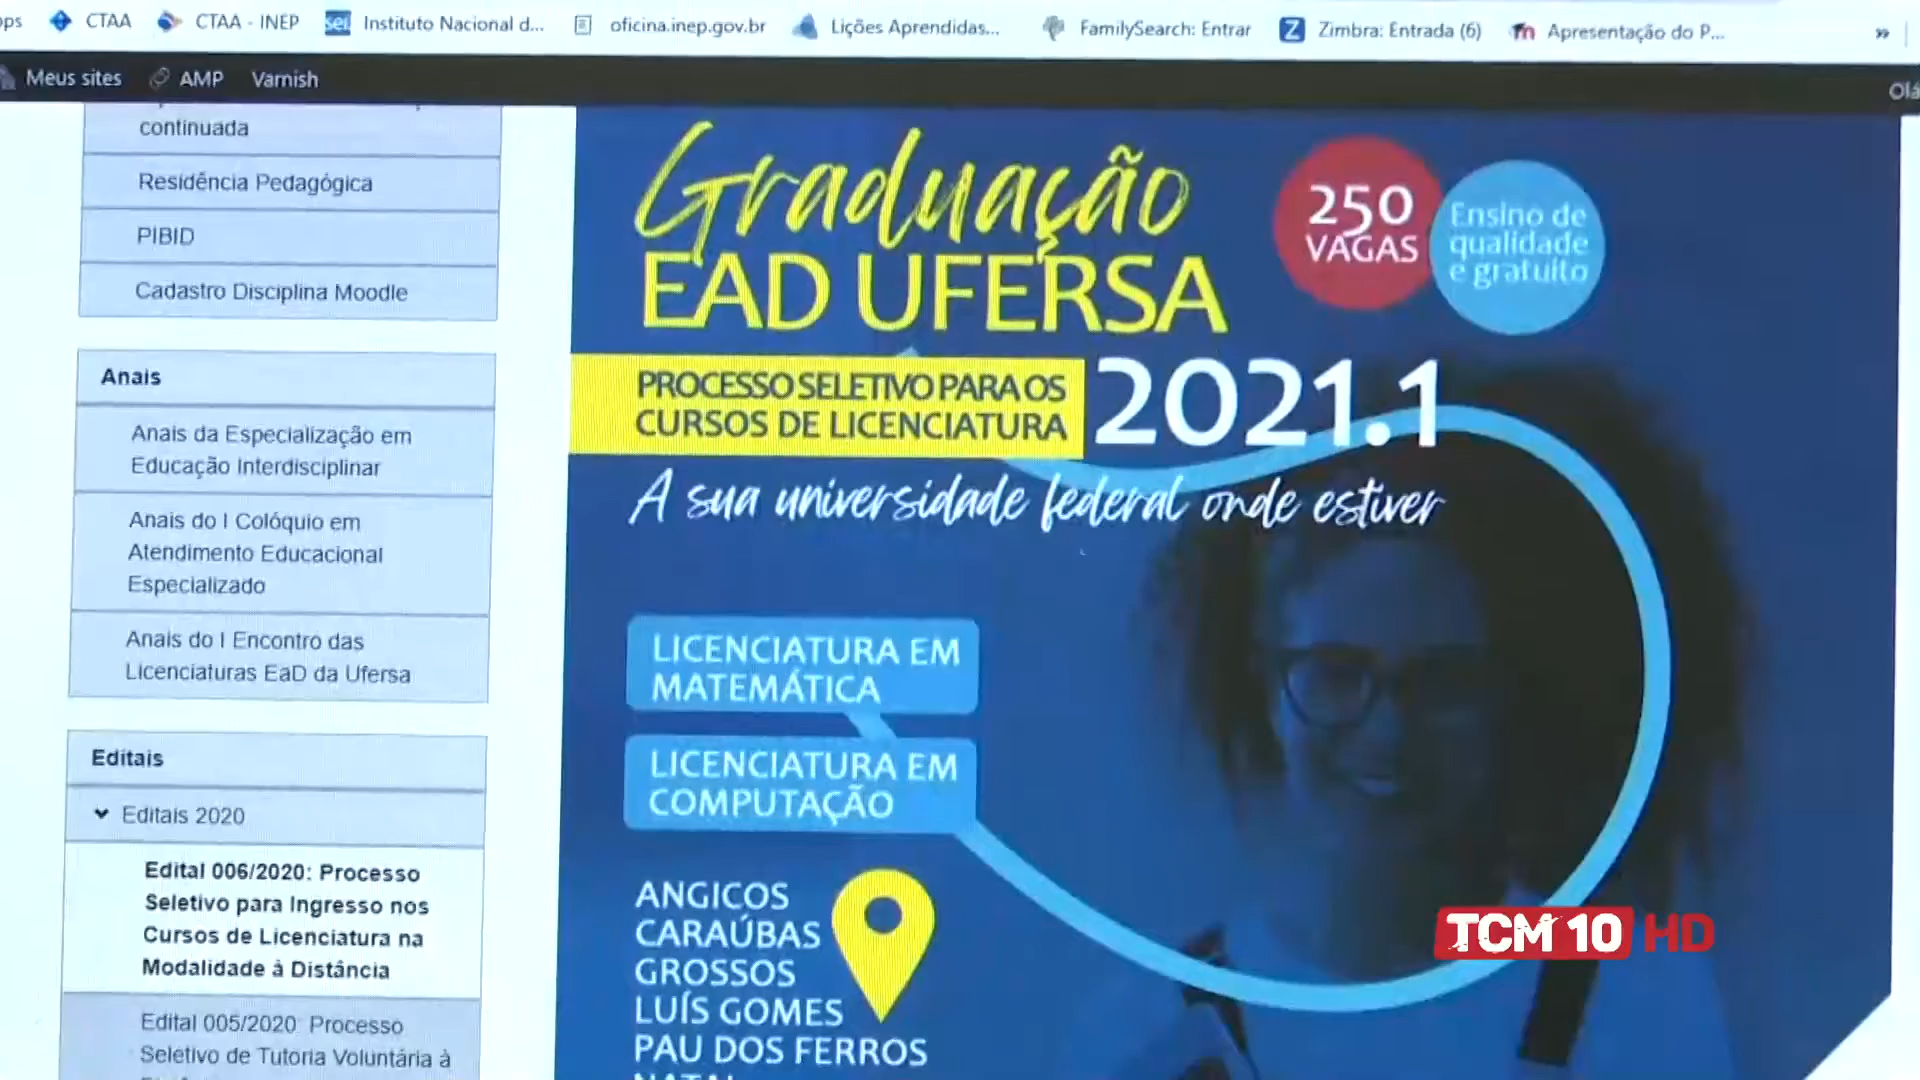 CTAA
CTAA - INEP
sei
Instituto Nacional d...
oficina.inep.gov.br
Lições Aprendidas...
FamilySearch: Entrar
Z
Zimbra: Entrada (6)
Apresentação do P...
»
Meus sites
AMP
Varnish
Olá
continuada
Residência Pedagógica
PIBID
Cadastro Disciplina Moodle
Anais
Anais da Especialização em
Educação Interdisciplinar
Anais do I Colóquio em
Atendimento Educacional
Especializado
Anais do I Encontro das
Licenciaturas EaD da Ufersa
Editais
Editais 2020
Edital 006/2020: Processo
Seletivo para Ingresso nos
Cursos de Licenciatura na
Modalidade à Distância
Edital 005/2020: Processo
Seletivo de Tutoria Voluntária à
Graduação
EAD UFERSA
250
VAGAS
Ensino de
qualidade
e gratuito
PROCESSO SELETIVO PARA OS
CURSOS DE LICENCIATURA
2021.1
A sua universidade federal onde estiver
LICENCIATURA EM
MATEMÁTICA
LICENCIATURA EM
COMPUTAÇÃO
ANGICOS
CARAÚBAS
GROSSOS
LUÍS GOMES
PAU DOS FERROS
NATAL
TCM 10 HD